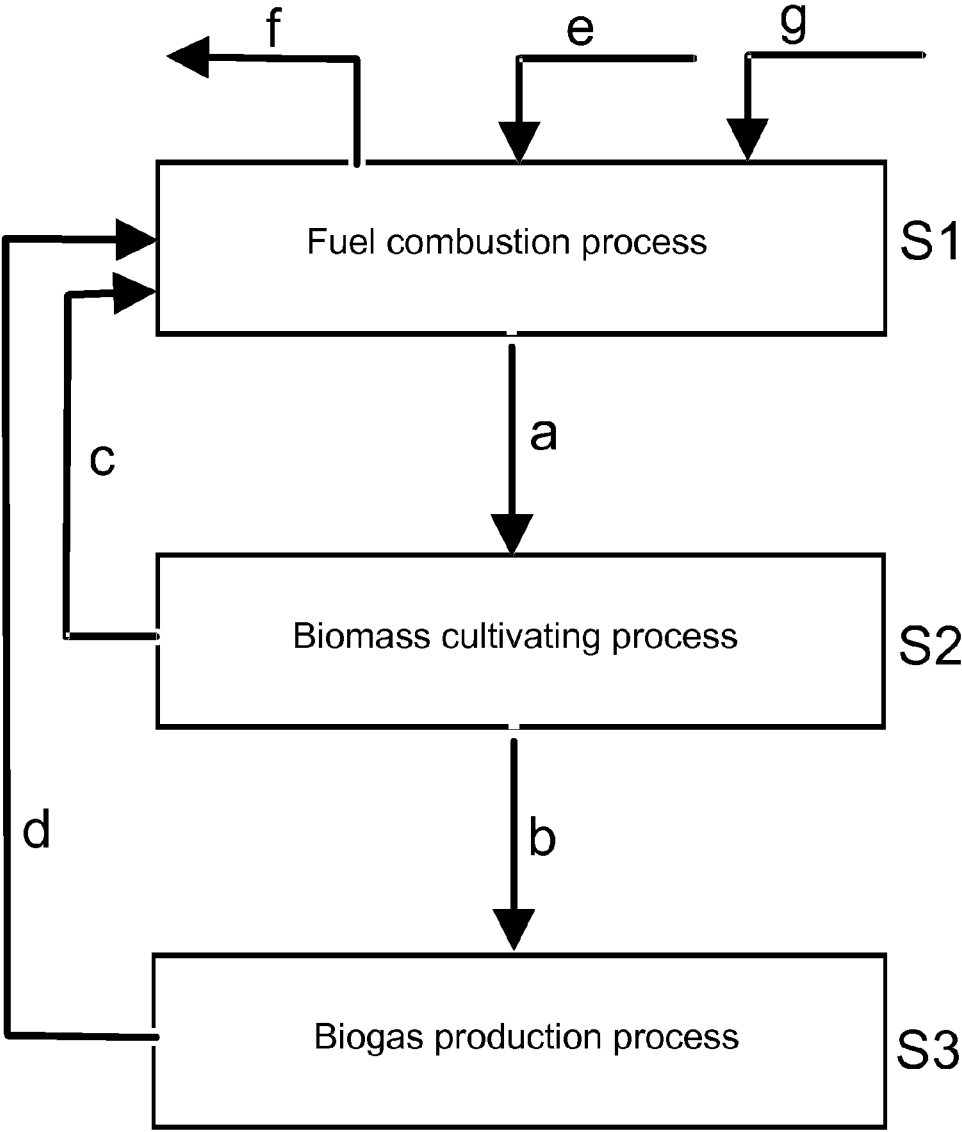 f
e
g
Fuel combustion process
S1
a
c
Biomass cultivating process
S2
d
b
Biogas production process
S3